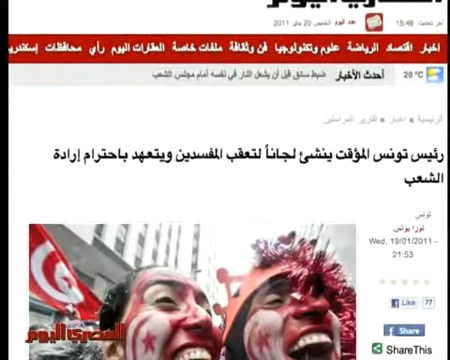 المصري اليوم
آخر تحديث: 15:46
عدد اليوم الخميس 20 يناير 2011
اخبار اقتصاد الرياضة علوم وتكنولوجيا فن وثقافة ملفات خاصة العقارات اليوم رأي محافظات إسكندرية
20 °C
أحدث الأخبار
ضبط سائق قبل أن يشعل النار في نفسه أمام مجلس الشعب
الرئيسية » اخبار » تقارير المراسلين
رئيس تونس المؤقت ينشئ لجاناً لتعقب المفسدين ويتعهد باحترام إرادة
الشعب
تونس
نورا يونس
Wed, 19/01/2011 -
21:53
Like 77
Share
ShareThis
المصري اليوم